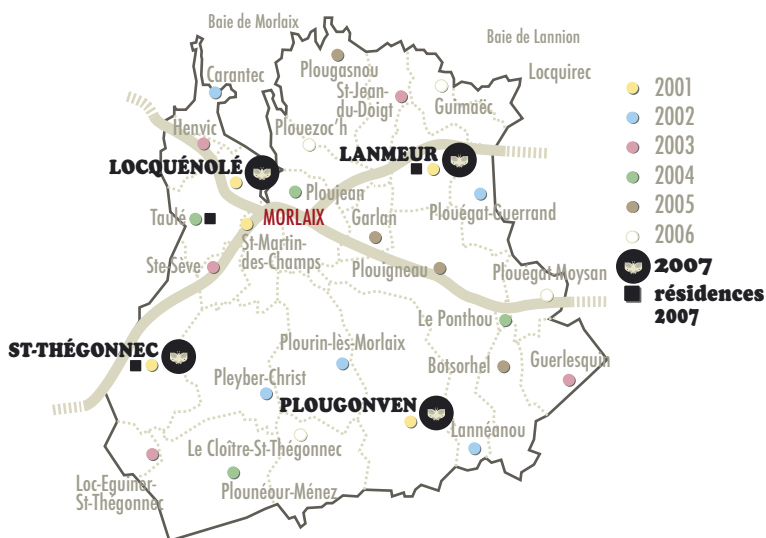 Baie de Morlaix
Baie de Lannion
Plougasnou
Locquirec
Carantec
St-Jean-
du-Doigt
Guimaëc
Henvic
Plouezoc'h
LANMEUR
LOCQUÉNOLÉ
Ploujean
Plouégat-Guerrand
Taulé
MORLAIX
Garlan
St-Martin-
des-Champs
Ste-Sève
Plouigneau
Plouégat-Moysan
Le Ponthou
ST-THÉGONNEC
Plourin-lès-Morlaix
Botsorhel
Guerlesquin
Pleyber-Christ
PLOUGONVEN
Lannéanou
Le Cloître-St-Thégonnec
Loc-Eguiner-
St-Thégonnec
Plounéour-Ménez
2001
2002
2003
2004
2005
2006
2007
résidences
2007